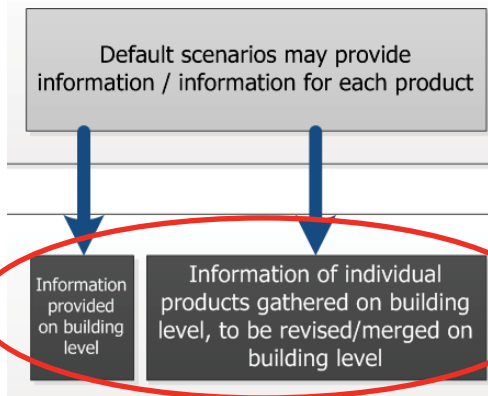 Default scenarios may provide
information / information for each product
Information
provided
on building
level
Information of individual
products gathered on building
level, to be revised/merged on
building level